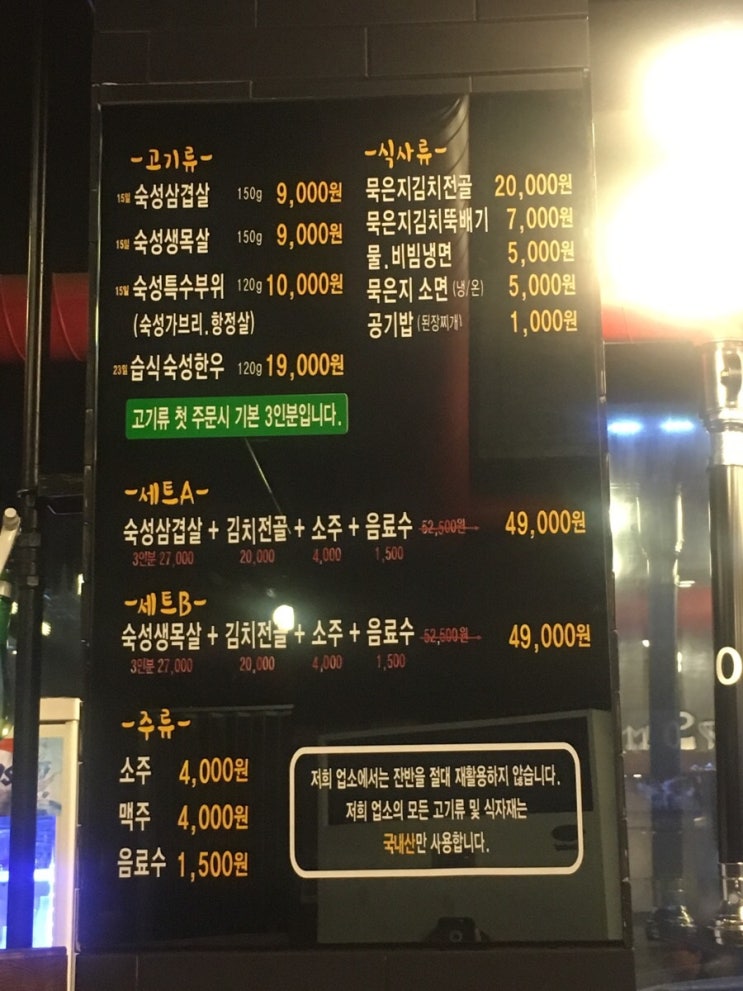 -고기류-
15일 숙성삼겹살 150g 9,000원
15일 숙성생목살 150g 9,000원
15일 숙성특수부위 120g 10,000원
(숙성가브리.항정살)
23일 습식숙성한우 120g 19,000원
고기류 첫 주문시 기본 3인분입니다.
-식사류-
묵은지김치전골 20,000원
묵은지김치뚝배기 7,000원
물.비빔냉면 5,000원
묵은지 소면 (냉/온) 5,000원
공기밥 (된장찌개) 1,000원
-세트A-
숙성삼겹살 + 김치전골 + 소주 + 음료수 52,500원 → 49,000원
3인분 27,000 20,000 4,000 1,500
-세트B-
숙성생목살 + 김치전골 + 소주 + 음료수 52,500원 → 49,000원
3인분 27,000 20,000 4,000 1,500
-주류-
소주 4,000원
맥주 4,000원
음료수 1,500원
저희 업소에서는 잔반을 절대 재활용하지 않습니다.
저희 업소의 모든 고기류 및 식자재는
국내산만 사용합니다.